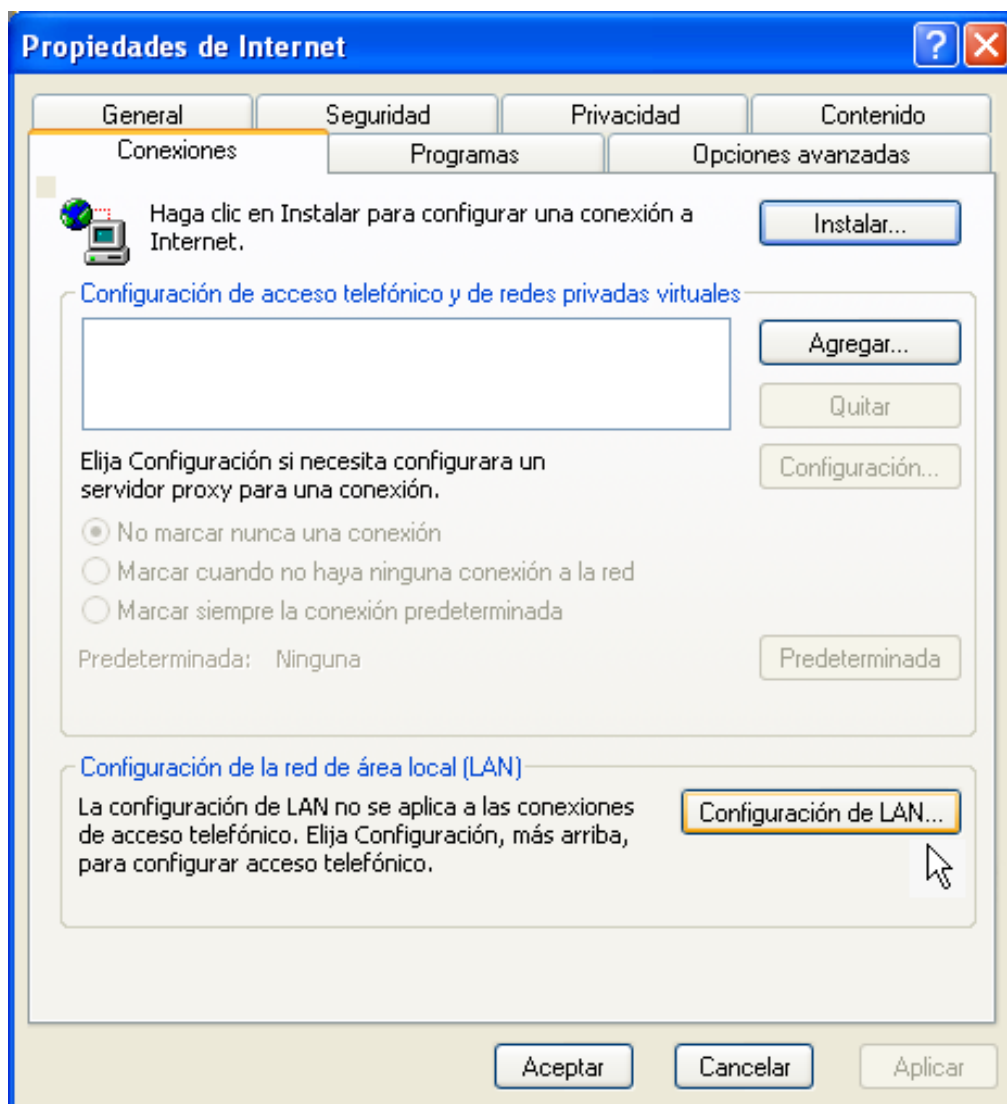 Propiedades de Internet
General Seguridad Privacidad Contenido
Conexiones Programas Opciones avanzadas
Haga clic en Instalar para configurar una conexión a
Internet.
Instalar...
Configuración de acceso telefónico y de redes privadas virtuales
Agregar...
Quitar
Elija Configuración si necesita configurara un
servidor proxy para una conexión.
Configuración...
No marcar nunca una conexión
Marcar cuando no haya ninguna conexión a la red
Marcar siempre la conexión predeterminada
Predeterminada: Ninguna Predeterminada
Configuración de la red de área local (LAN)
La configuración de LAN no se aplica a las conexiones
de acceso telefónico. Elija Configuración, más arriba,
para configurar acceso telefónico.
Configuración de LAN...
Aceptar Cancelar Aplicar